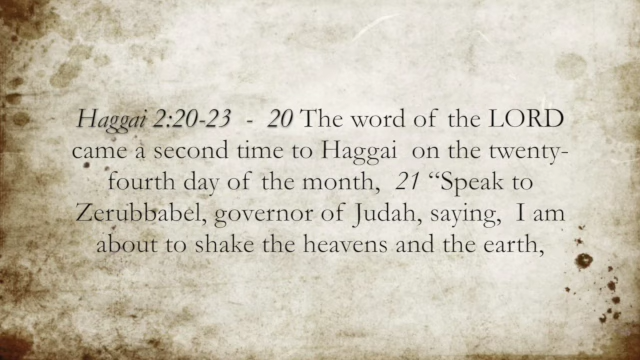 Haggai 2:20-23 - 20 The word of the LORD
came a second time to Haggai on the twenty-
fourth day of the month, 21 “Speak to
Zerubbabel, governor of Judah, saying, I am
about to shake the heavens and the earth,